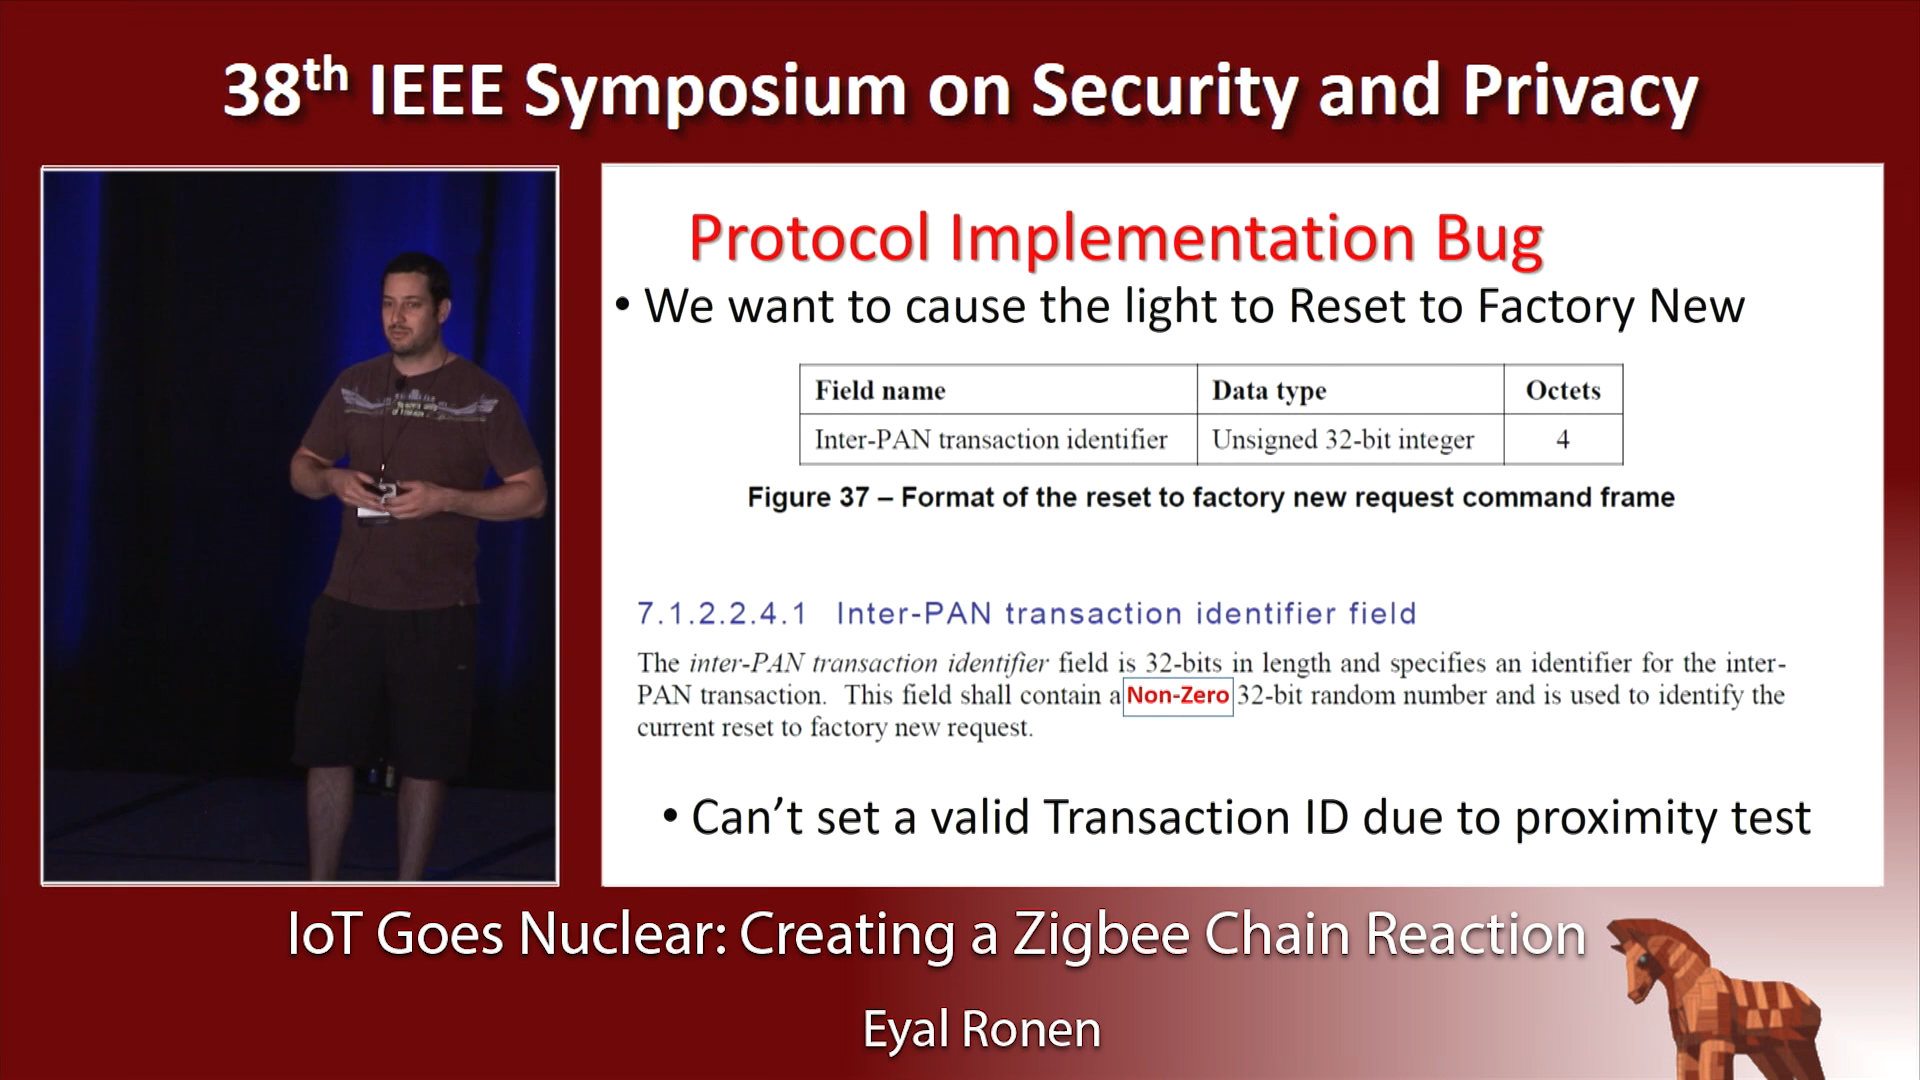 38th IEEE Symposium on Security and Privacy
Protocol Implementation Bug
• We want to cause the light to Reset to Factory New
Field name Data type Octets
Inter-PAN transaction identifier Unsigned 32-bit integer 4
Figure 37 – Format of the reset to factory new request command frame
7.1.2.2.4.1 Inter-PAN transaction identifier field
The inter-PAN transaction identifier field is 32-bits in length and specifies an identifier for the inter-
PAN transaction. This field shall contain a Non-Zero 32-bit random number and is used to identify the
current reset to factory new request.
• Can’t set a valid Transaction ID due to proximity test
IoT Goes Nuclear: Creating a Zigbee Chain Reaction
Eyal Ronen